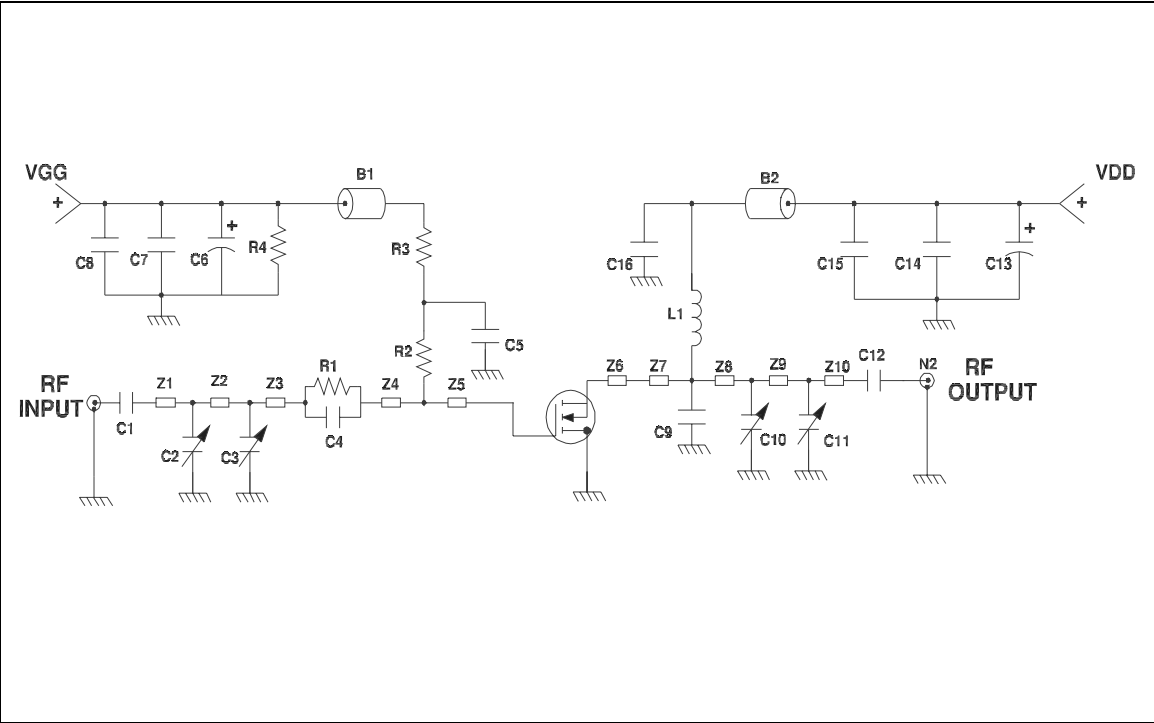 VGG
+
B1
B2
VDD
+
C8
C7
+
C6
R4
R3
C16
C15
C14
+
C13
L1
C5
R2
RF
INPUT
C1
Z1
Z2
Z3
R1
C4
Z4
Z5
C2
C3
Z6
Z7
Z8
Z9
Z10
C12
N2
RF
OUTPUT
C9
C10
C11